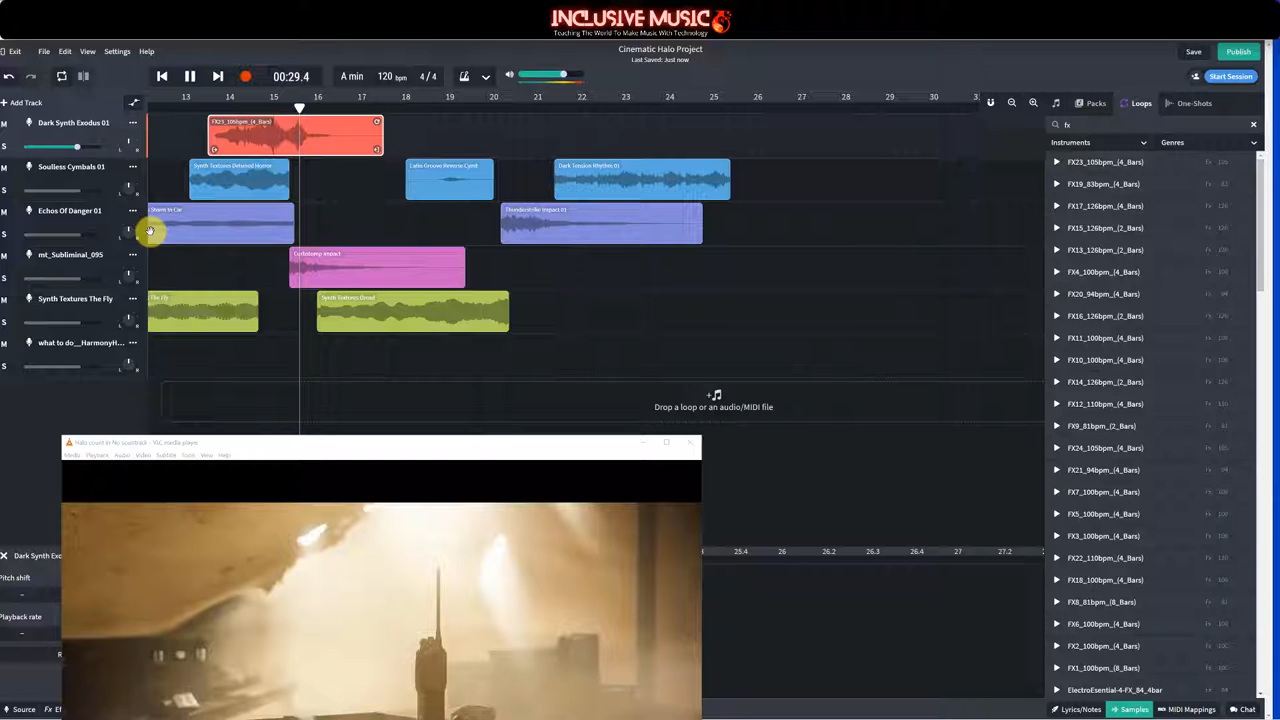 INCLUSIVE MUSIC
Teaching The World To Make Music With Technology
Exit File Edit View Settings Help
Cinematic Halo Project
Last Saved: Just now
Save Publish
00:29.4 A min 120 bpm 4 / 4
Start Session
13 14 15 16 17 18 19 20 21 22 23 24 25 26 27 28 29 30 31
Add Track
Packs Loops One-Shots
fx
Instruments Genres
Dark Synth Exodus 01
FX23_105bpm_(4_Bars)
S
L R
Soulless Cymbals 01
Synth Textures Detuned Horror
Latin Groove Reverse Cymb
Dark Tension Rhythm 01
S
L R
Echos Of Danger 01
Storm In Car
Thunderstrike Impact 01
S
R
mt_Subliminal_095
Curbstomp Impact
S
L R
Synth Textures The Fly
The Fly
Synth Textures Cruel
S
L R
what to do__HarmonyH...
S
L R
Drop a loop or an audio/MIDI file
FX23_105bpm_(4_Bars)
FX19_83bpm_(4_Bars)
FX17_126bpm_(4_Bars)
FX15_126bpm_(2_Bars)
FX13_126bpm_(2_Bars)
FX4_100bpm_(4_Bars)
FX20_94bpm_(4_Bars)
FX16_126bpm_(2_Bars)
FX11_100bpm_(4_Bars)
FX10_100bpm_(4_Bars)
FX14_126bpm_(2_Bars)
FX12_110bpm_(4_Bars)
FX9_81bpm_(2_Bars)
FX24_105bpm_(4_Bars)
FX21_94bpm_(4_Bars)
FX7_100bpm_(4_Bars)
FX5_100bpm_(4_Bars)
FX3_100bpm_(4_Bars)
FX22_110bpm_(4_Bars)
FX18_100bpm_(4_Bars)
FX8_81bpm_(8_Bars)
FX6_100bpm_(4_Bars)
FX2_100bpm_(4_Bars)
FX1_100bpm_(8_Bars)
ElectroEsential-4-FX_84_4bar
Halo count in No soundtrack - VLC media player
Media Playback Audio Video Subtitle Tools View Help
25.4 26 26.3 26.4 27 27.2
Dark Synth Exo
Pitch shift
Playback rate
Source Fx Ef
Lyrics/Notes Samples MIDI Mappings Chat